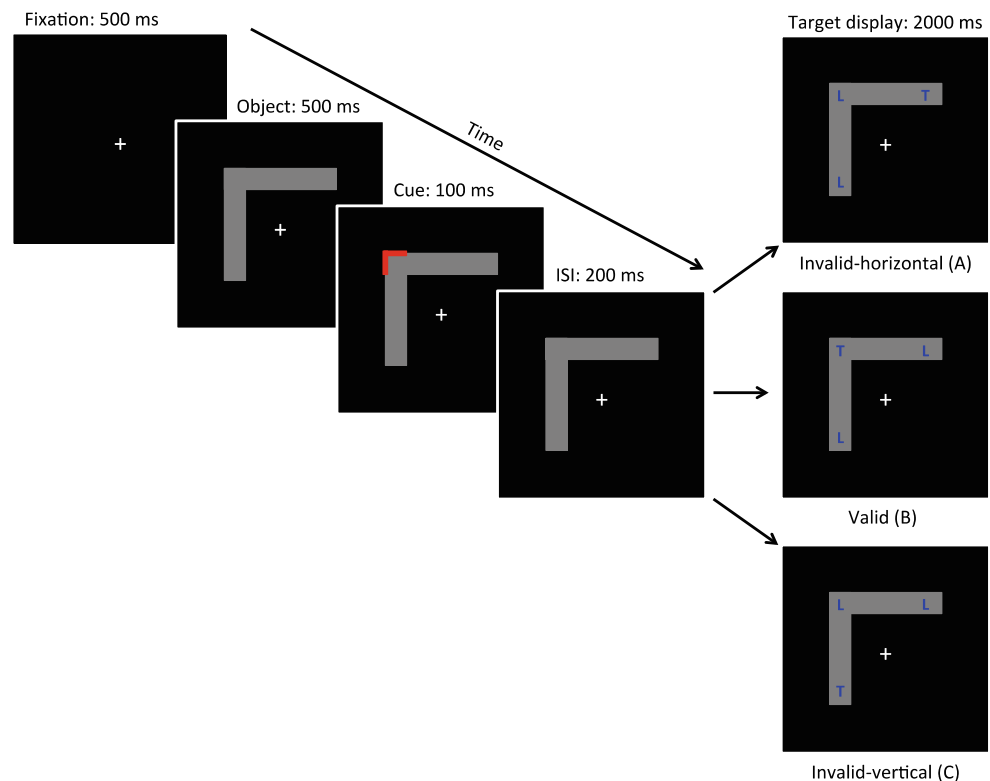 Fixation: 500 ms
Object: 500 ms
Cue: 100 ms
ISI: 200 ms
Time
Target display: 2000 ms
L T
L
Invalid-horizontal (A)
T L
L
Valid (B)
L L
T
Invalid-vertical (C)